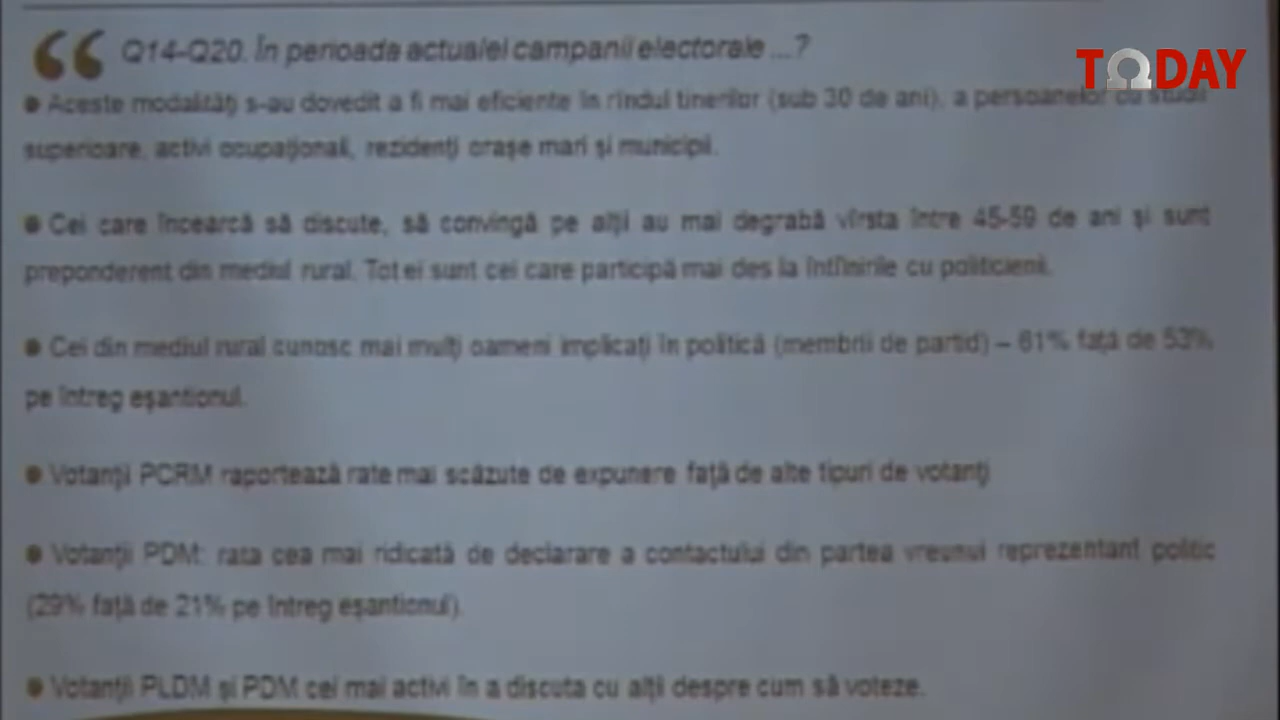 Q14-Q20. În perioada actualei campanii electorale ...?
TODAY
Aceste modalități s-au dovedit a fi mai eficiente în rîndul tinerilor (sub 30 de ani), a persoanelor cu studii
superioare, activi ocupațional, rezidenți orașe mari și municipii.
Cei care încearcă să discute, să convingă pe alții au mai degrabă vîrsta între 45-59 de ani și sunt
preponderent din mediul rural. Tot ei sunt cei care participă mai des la întîlnirile cu politicienii.
Cei din mediul rural cunosc mai mulți oameni implicați în politică (membrii de partid) – 61% față de 53%
pe întreg eșantionul.
Votanții PCRM raportează rate mai scăzute de expunere față de alte tipuri de votanți
Votanții PDM: rata cea mai ridicată de declarare a contactului din partea vreunui reprezentant politic
(29% față de 21% pe întreg eșantionul).
Votanții PLDM și PDM cei mai activi în a discuta cu alții despre cum să voteze.